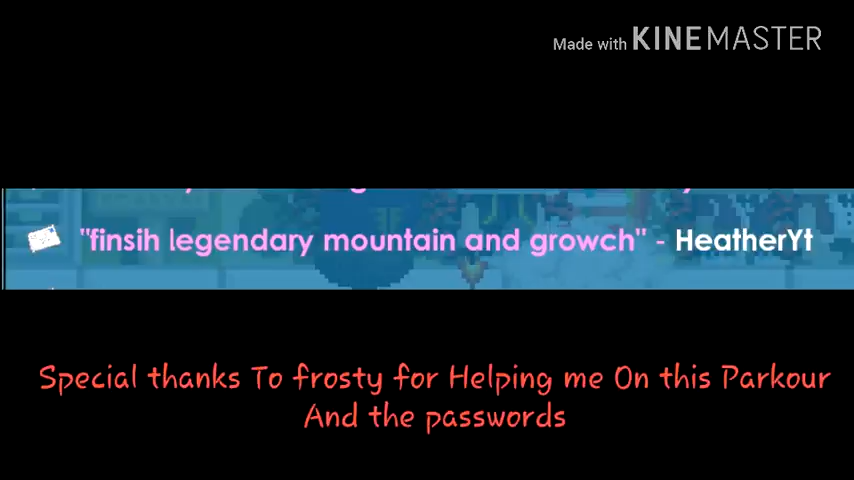 Made with KINEMASTER
"finsih legendary mountain and growch" - HeatherYt
Special thanks To frosty for Helping me On this Parkour
And the passwords